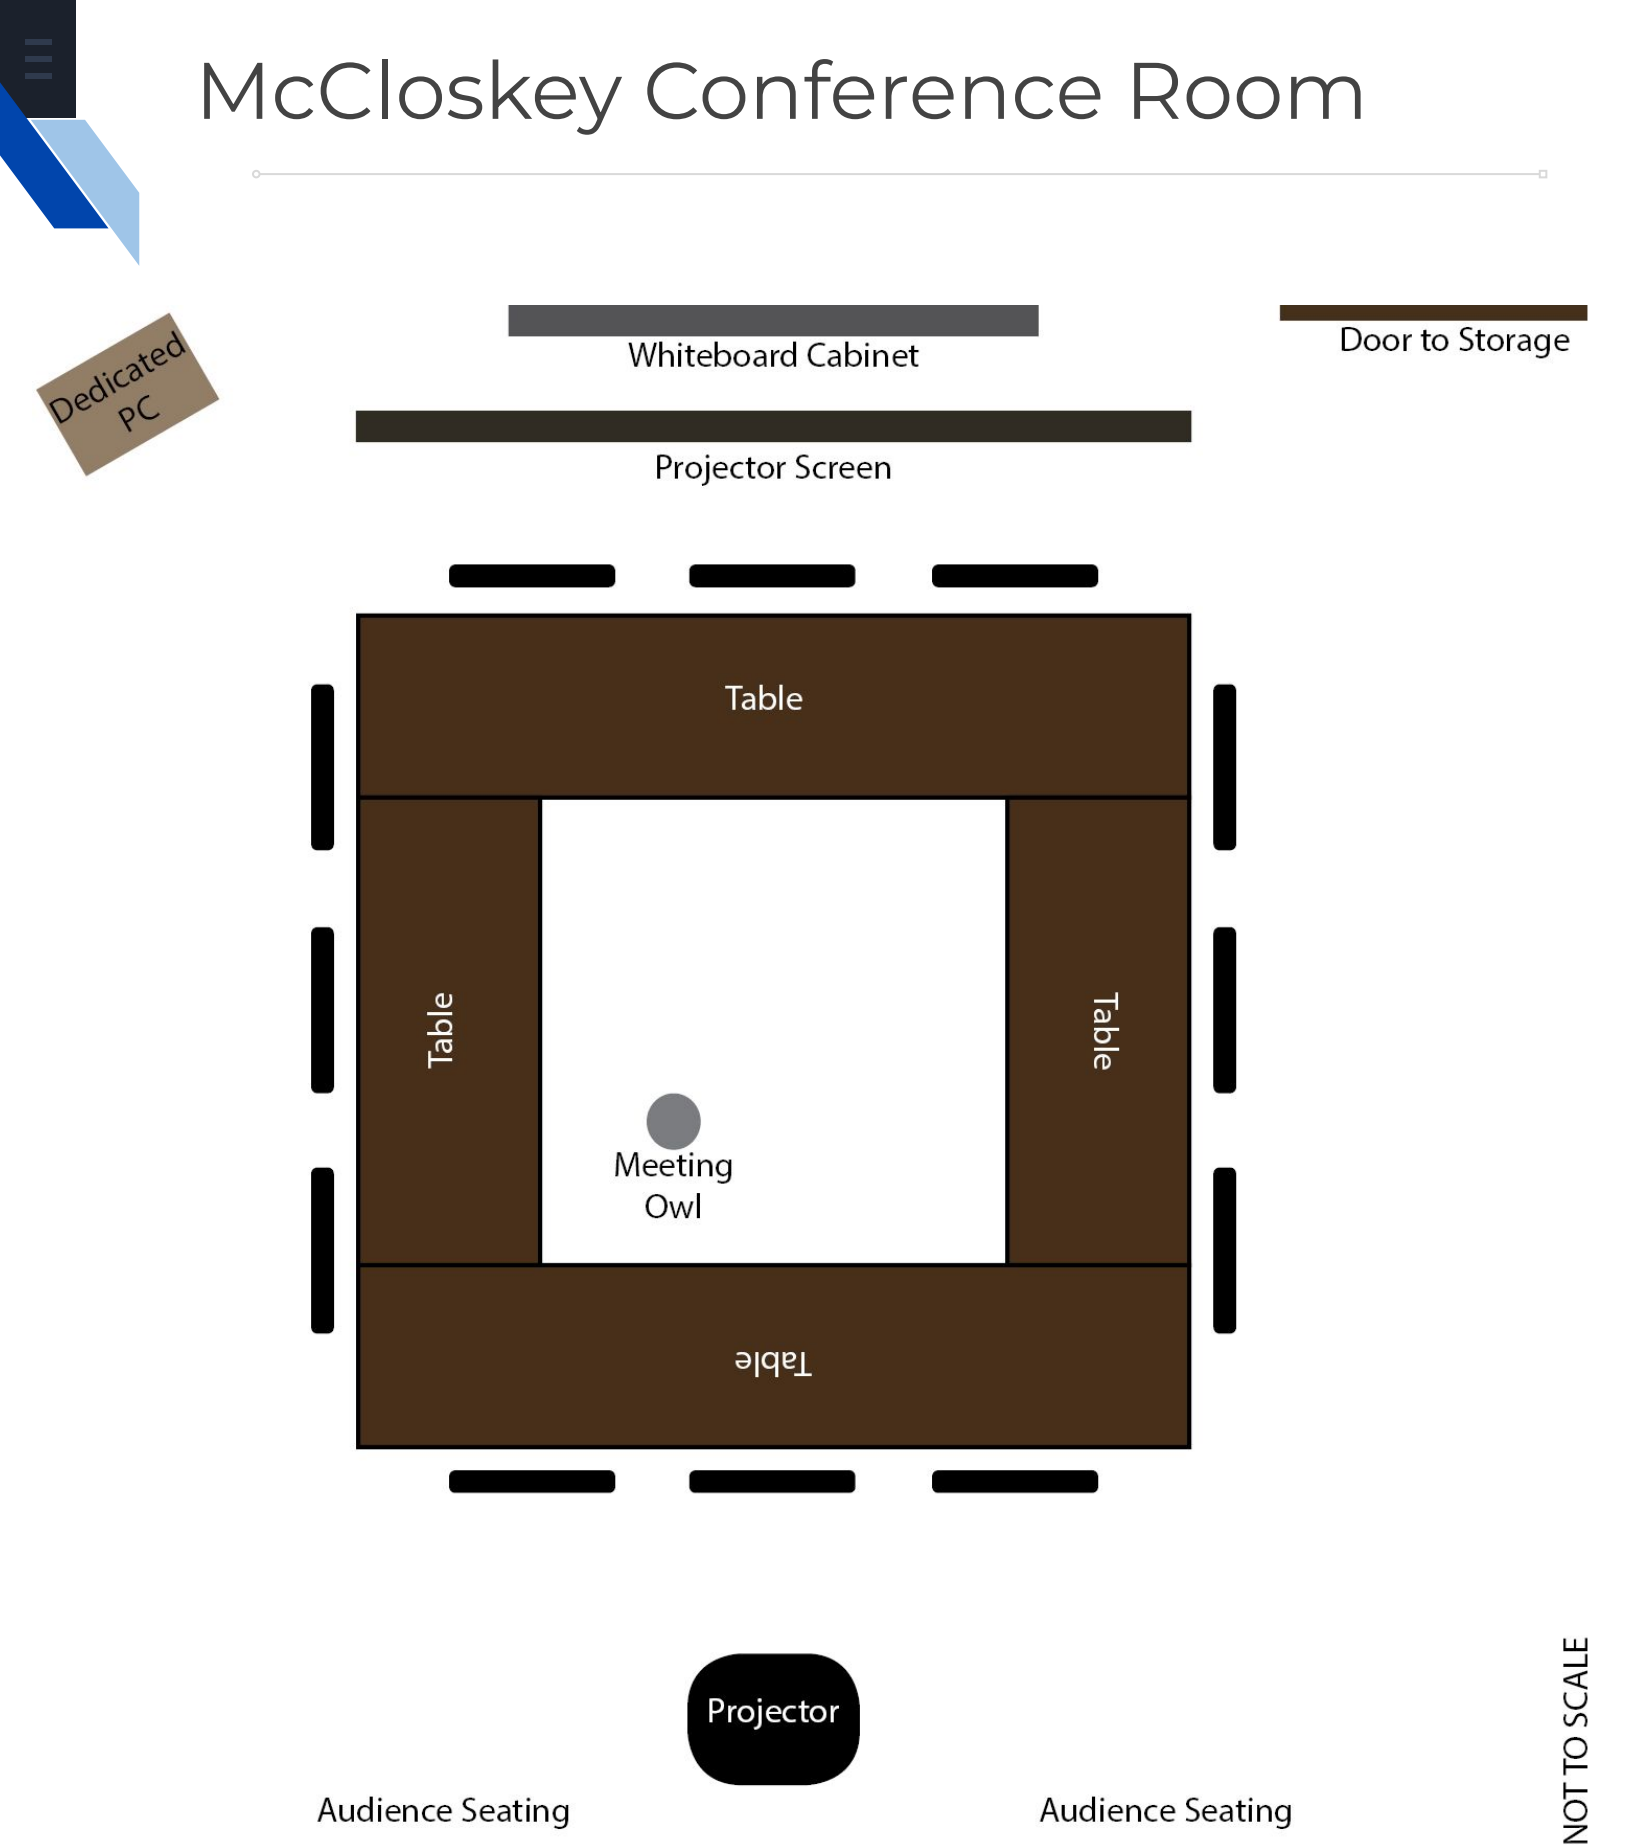 McCloskey Conference Room
Door to Storage
Whiteboard Cabinet
Dedicated
PC
Projector Screen
Table
Table
Table
Meeting
Owl
Table
Projector
Audience Seating
Audience Seating
NOT TO SCALE